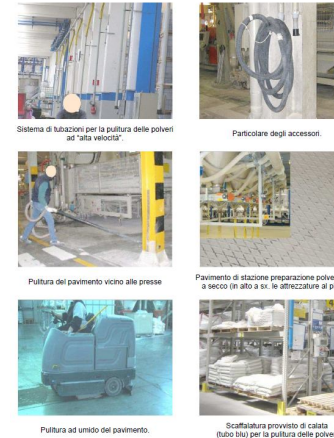 Sistema di tubazioni per la pulitura delle polveri
ad "alta velocità".
Particolare degli accessori.
Pulitura del pavimento vicino alle presse
Pavimento di stazione preparazione
a secco (in alto a sx. le attrezzature al
Pulitura ad umido del pavimento.
Scaffalatura provvisto di calata
(tubo blu) per la pulitura delle